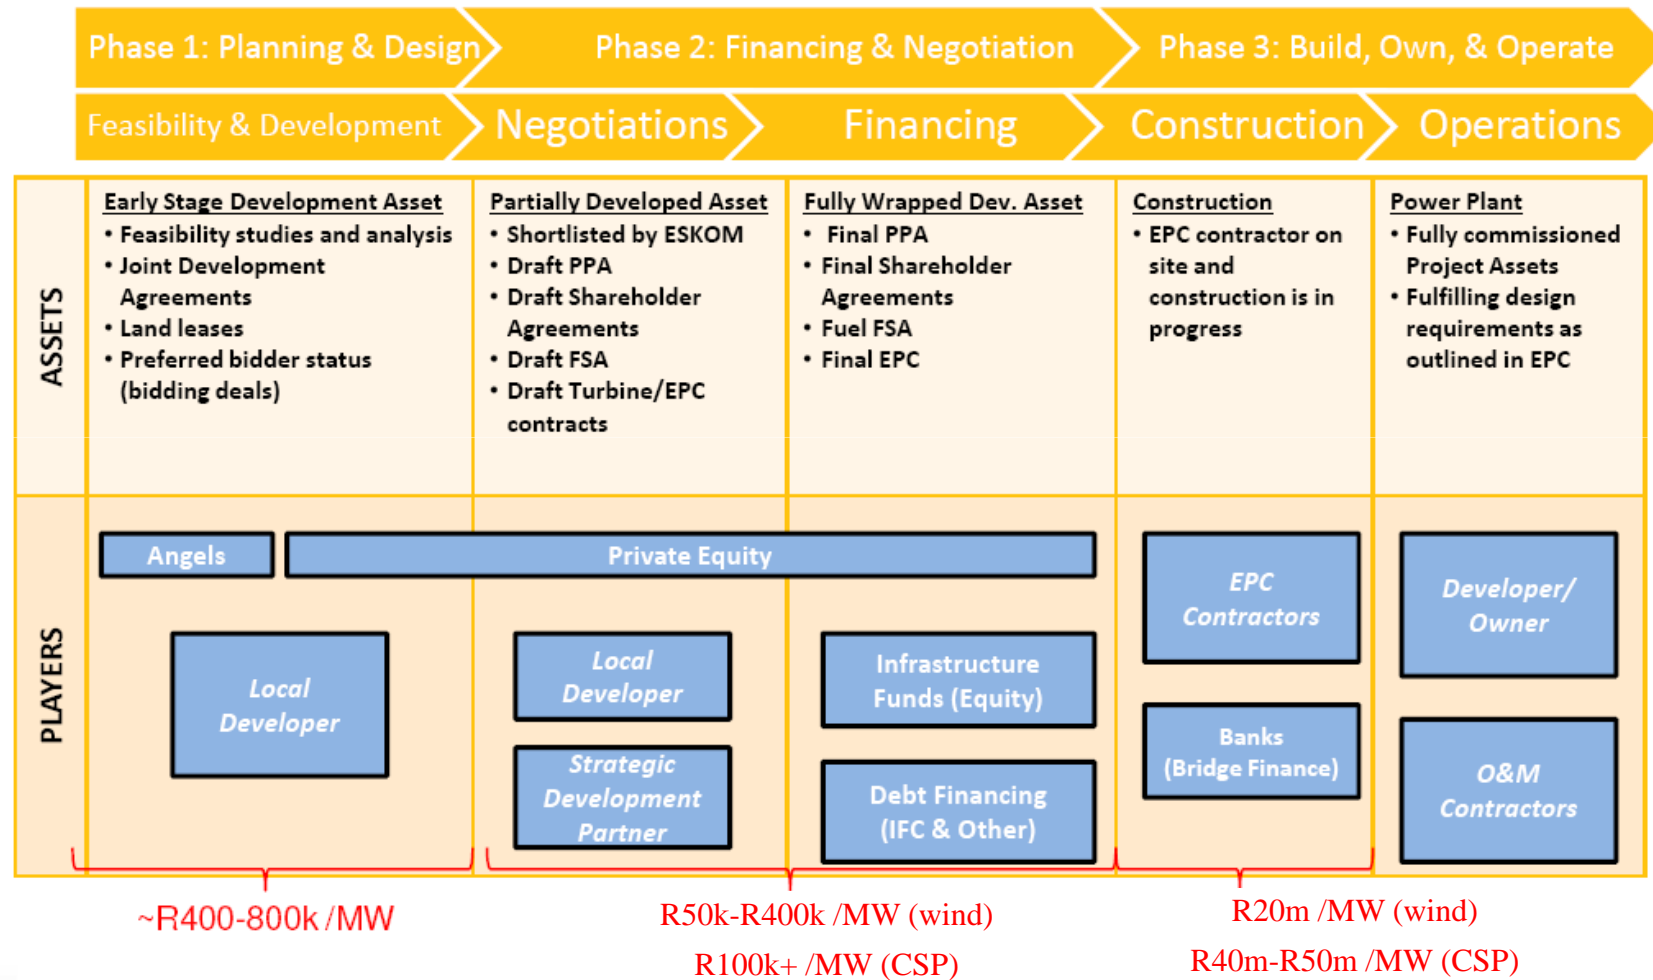 Phase 1: Planning & Design
Phase 2: Financing & Negotiation
Phase 3: Build, Own, & Operate
Feasibility & Development
Negotiations
Financing
Construction
Operations
ASSETS
Early Stage Development Asset
• Feasibility studies and analysis
• Joint Development
Agreements
• Land leases
• Preferred bidder status
(bidding deals)
Partially Developed Asset
• Shortlisted by ESKOM
• Draft PPA
• Draft Shareholder
Agreements
• Draft FSA
• Draft Turbine/EPC
contracts
Fully Wrapped Dev. Asset
• Final PPA
• Final Shareholder
Agreements
• Fuel FSA
• Final EPC
Construction
• EPC contractor on
site and
construction is in
progress
Power Plant
• Fully commissioned
Project Assets
• Fulfilling design
requirements as
outlined in EPC
PLAYERS
Angels
Private Equity
Local
Developer
Local
Developer
Strategic
Development
Partner
Infrastructure
Funds (Equity)
Debt Financing
(IFC & Other)
EPC
Contractors
Banks
(Bridge Finance)
Developer/
Owner
O&M
Contractors
~R400-800k /MW
R50k-R400k /MW (wind)
R100k+ /MW (CSP)
R20m /MW (wind)
R40m-R50m /MW (CSP)